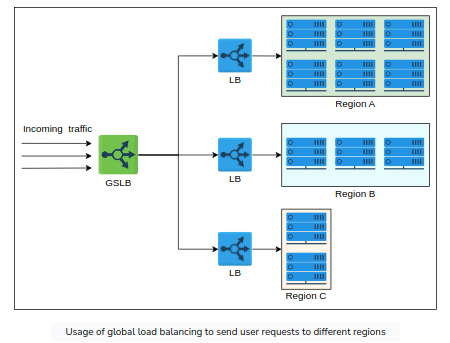 LB
Region A
Incoming traffic
GSLB
LB
Region B
LB
Region C
Usage of global load balancing to send user requests to different regions